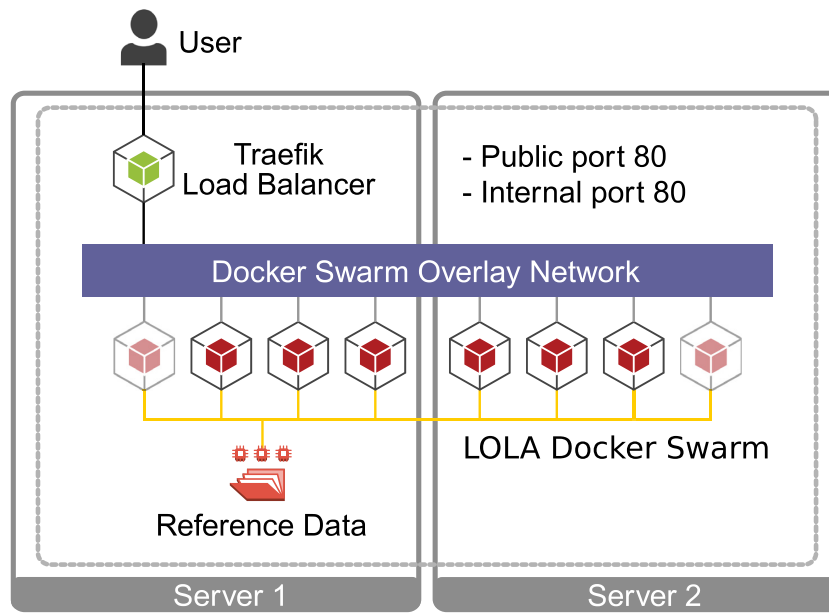 User
Traefik
Load Balancer
- Public port 80
- Internal port 80
Docker Swarm Overlay Network
LOLA Docker Swarm
Reference Data
Server 1
Server 2